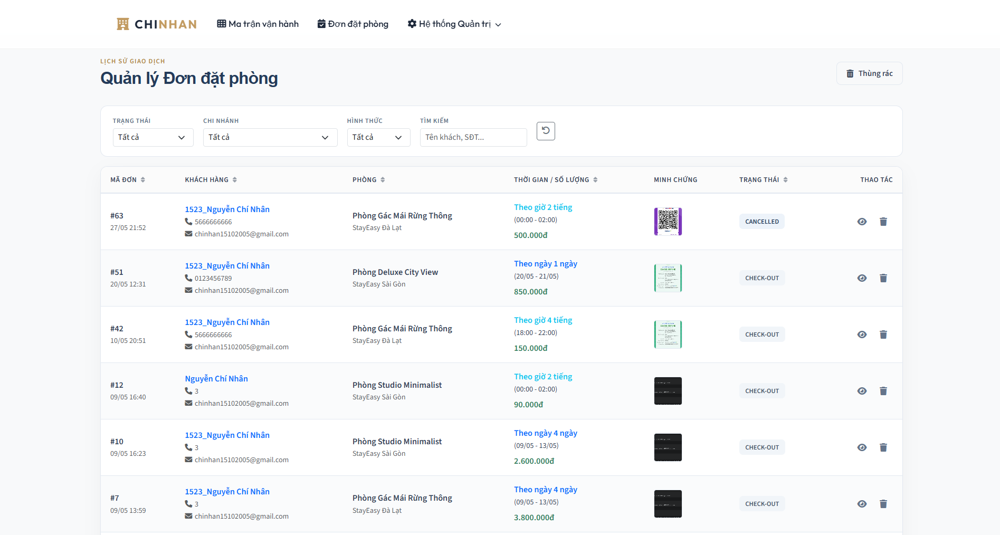 CHINHAN
Ma trận vận hành
Đơn đặt phòng
Hệ thống Quản trị
LỊCH SỬ GIAO DỊCH
Quản lý Đơn đặt phòng
Thùng rác
TRẠNG THÁI
Tất cả
CHI NHÁNH
Tất cả
HÌNH THỨC
Tất cả
TÌM KIẾM
Tên khách, SĐT...
MÃ ĐƠN
KHÁCH HÀNG
PHÒNG
THỜI GIAN / SỐ LƯỢNG
MINH CHỨNG
TRẠNG THÁI
THAO TÁC
#63
27/05 21:52
1523_Nguyễn Chí Nhân
5666666666
chinhan15102005@gmail.com
Phòng Gác Mái Rừng Thông
StayEasy Đà Lạt
Theo giờ 2 tiếng
(00:00 - 02:00)
500.000đ
CANCELLED
#51
20/05 12:31
1523_Nguyễn Chí Nhân
0123456789
chinhan15102005@gmail.com
Phòng Deluxe City View
StayEasy Sài Gòn
Theo ngày 1 ngày
(20/05 - 21/05)
850.000đ
CHECK-OUT
#42
10/05 20:51
1523_Nguyễn Chí Nhân
5666666666
chinhan15102005@gmail.com
Phòng Gác Mái Rừng Thông
StayEasy Đà Lạt
Theo giờ 4 tiếng
(18:00 - 22:00)
150.000đ
CHECK-OUT
#12
09/05 16:40
Nguyễn Chí Nhân
3
chinhan15102005@gmail.com
Phòng Studio Minimalist
StayEasy Sài Gòn
Theo giờ 2 tiếng
(00:00 - 02:00)
90.000đ
CHECK-OUT
#10
09/05 16:23
1523_Nguyễn Chí Nhân
3
chinhan15102005@gmail.com
Phòng Studio Minimalist
StayEasy Sài Gòn
Theo ngày 4 ngày
(09/05 - 13/05)
2.600.000đ
CHECK-OUT
#7
09/05 13:59
1523_Nguyễn Chí Nhân
3
chinhan15102005@gmail.com
Phòng Gác Mái Rừng Thông
StayEasy Đà Lạt
Theo ngày 4 ngày
(09/05 - 13/05)
3.800.000đ
CHECK-OUT